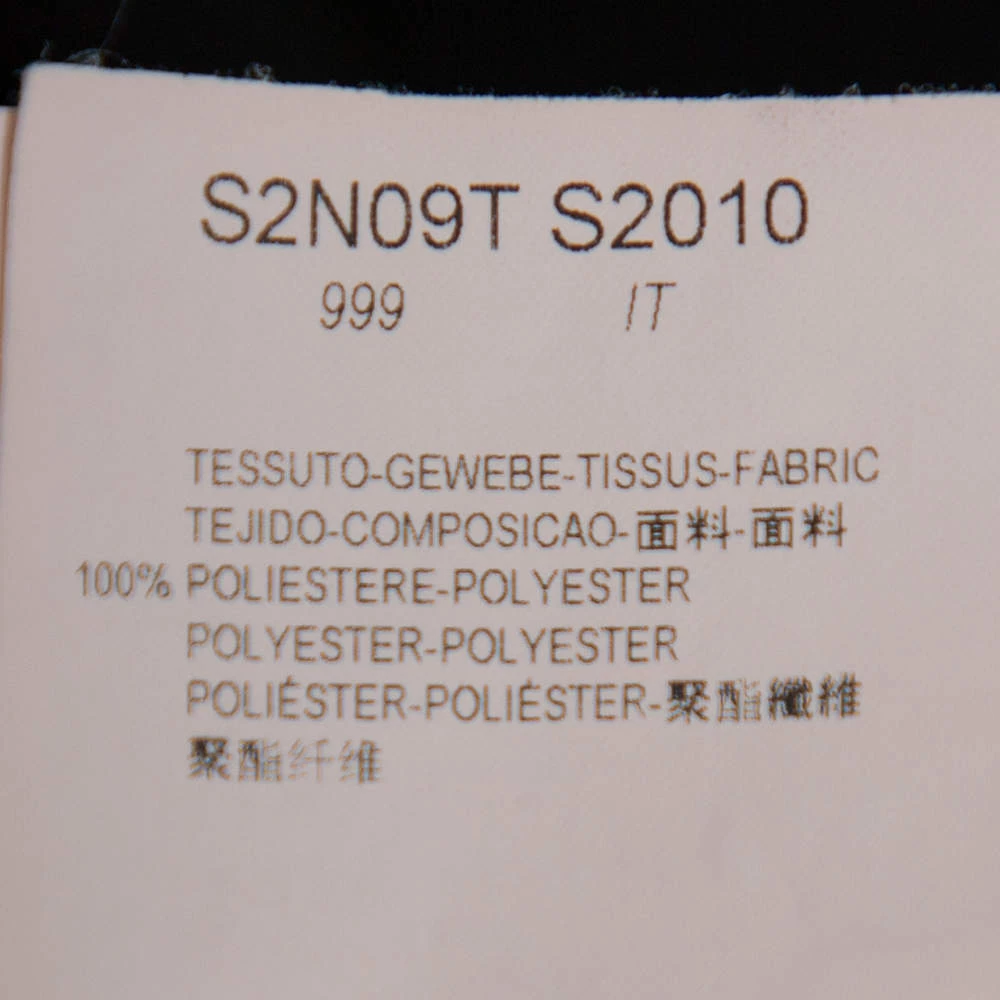 S2N09T S2010
999 IT
TESSUTO-GEWEBE-TISSUS-FABRIC
TEJIDO-COMPOSICAO-面料-面料
100% POLIESTERE-POLYESTER
POLYESTER-POLYESTER
POLIÉSTER-POLIÉSTER-聚酯纖維
聚酯纤维